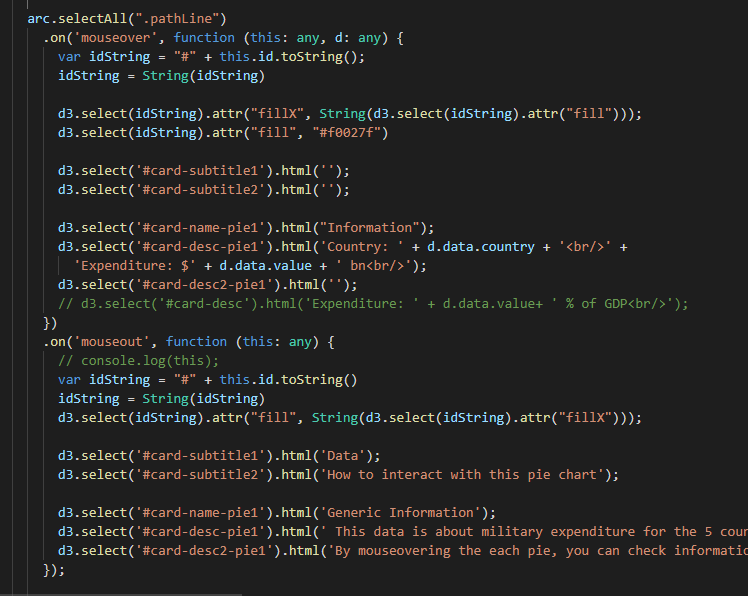 arc.selectAll(".pathLine")
.on('mouseover', function (this: any, d: any) {
var idString = "#" + this.id.toString();
idString = String(idString)
d3.select(idString).attr("fillX", String(d3.select(idString).attr("fill")));
d3.select(idString).attr("fill", "#f0027f")
d3.select('#card-subtitle1').html('');
d3.select('#card-subtitle2').html('');
d3.select('#card-name-pie1').html("Information");
d3.select('#card-desc-pie1').html('Country: ' + d.data.country + '<br/>' +
'Expenditure: $' + d.data.value + ' bn<br/>');
d3.select('#card-desc2-pie1').html('');
// d3.select('#card-desc').html('Expenditure: ' + d.data.value+ ' % of GDP<br/>');
})
.on('mouseout', function (this: any) {
// console.log(this);
var idString = "#" + this.id.toString()
idString = String(idString)
d3.select(idString).attr("fill", String(d3.select(idString).attr("fillX")));
d3.select('#card-subtitle1').html('Data');
d3.select('#card-subtitle2').html('How to interact with this pie chart');
d3.select('#card-name-pie1').html('Generic Information');
d3.select('#card-desc-pie1').html(' This data is about military expenditure for the 5 coun
d3.select('#card-desc2-pie1').html('By mouseovering the each pie, you can check informatio
});